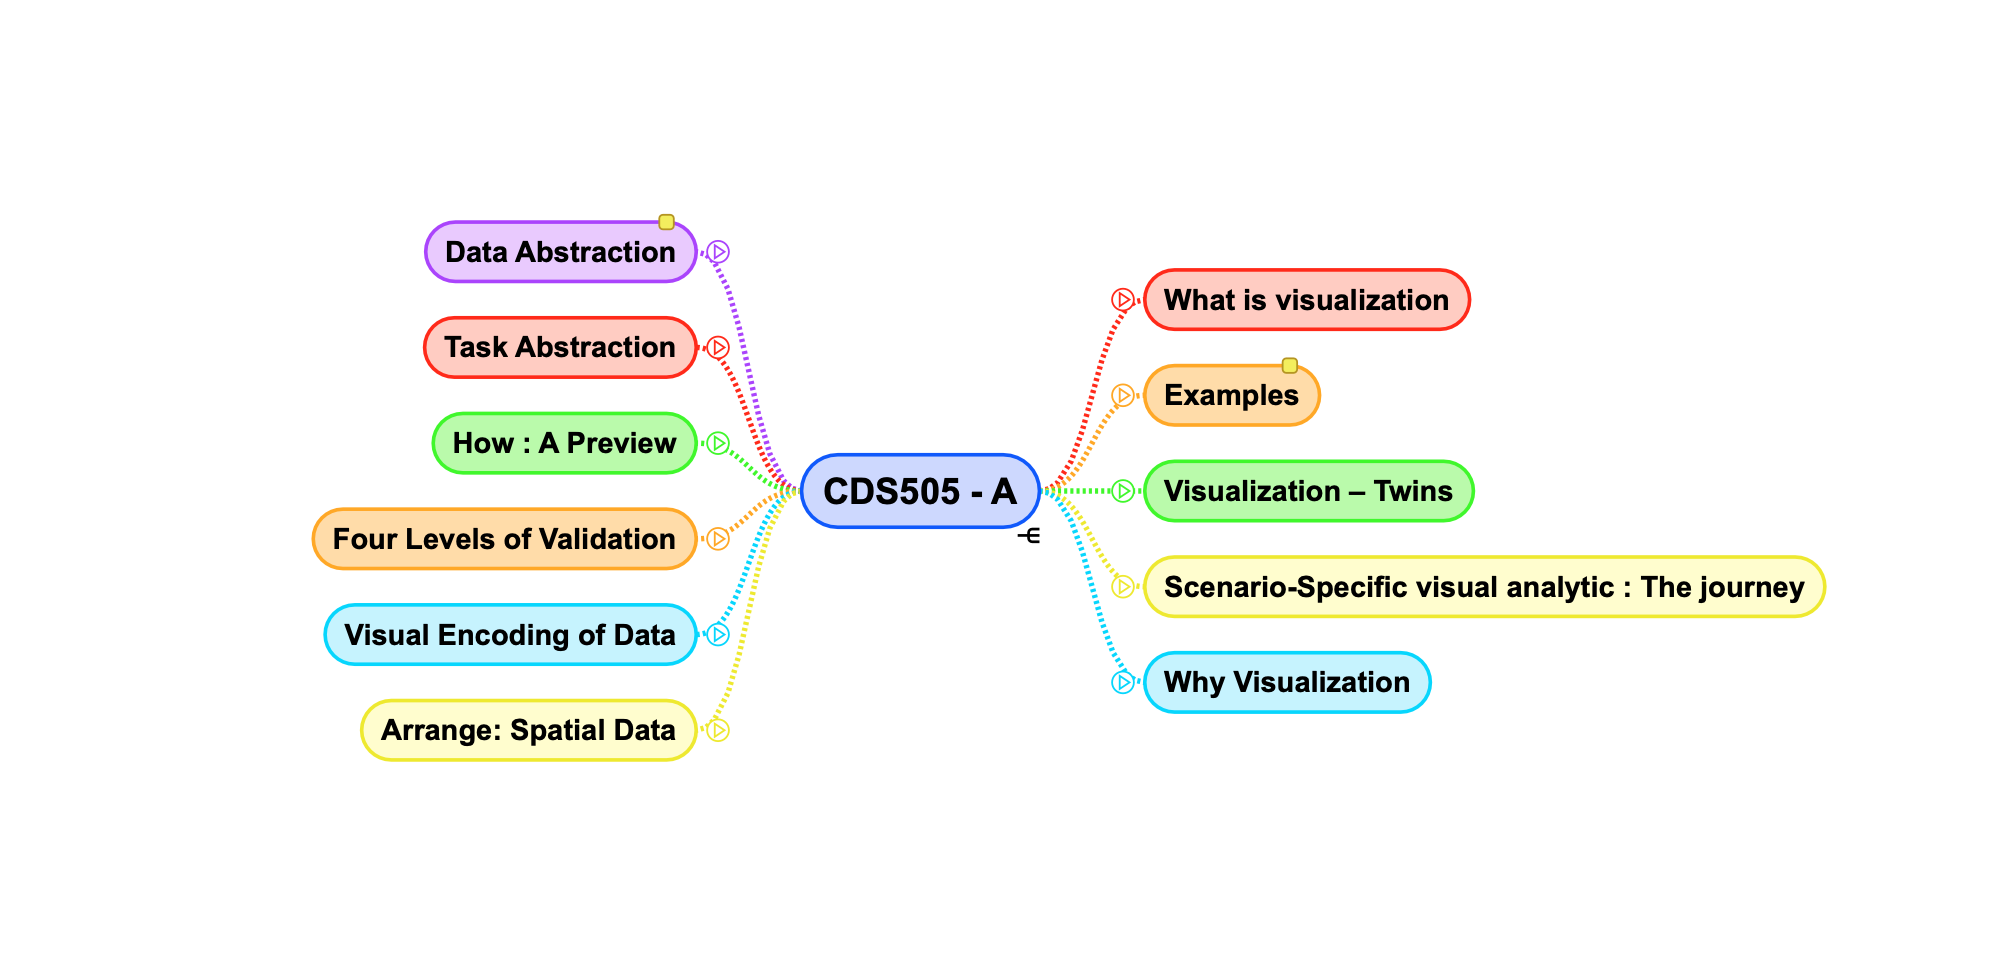 Data Abstraction
Task Abstraction
How : A Preview
Four Levels of Validation
Visual Encoding of Data
Arrange: Spatial Data
CDS505 - A
What is visualization
Examples
Visualization – Twins
Scenario-Specific visual analytic : The journey
Why Visualization